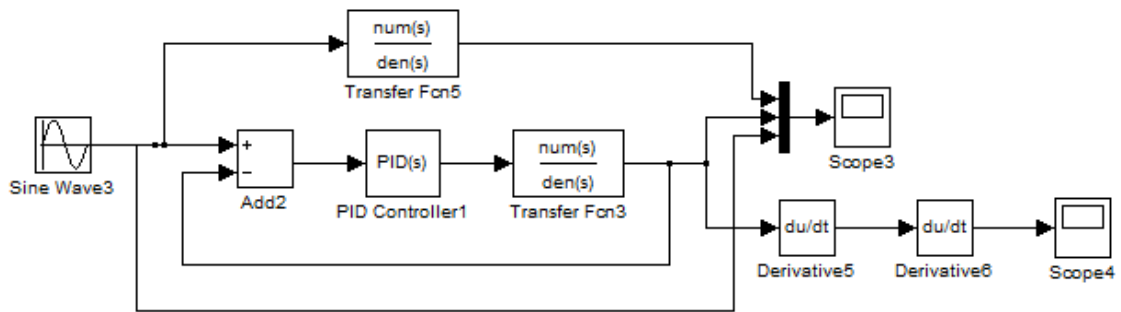 num(s)
den(s)
Transfer Fcn5
Sine Wave3
+
−
Add2
PID(s)
PID Controller1
num(s)
den(s)
Transfer Fcn3
Scope3
du/dt
Derivative5
du/dt
Derivative6
Scope4